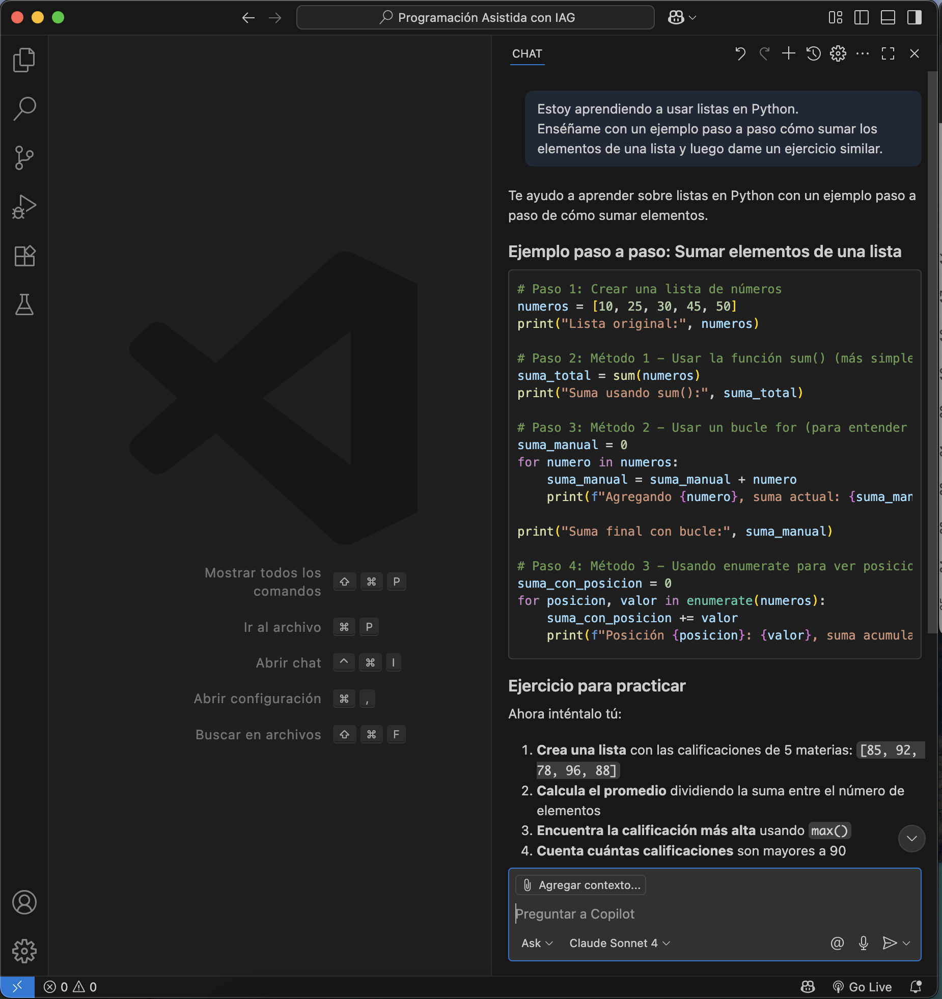 Programación Asistida con IAG
CHAT
Estoy aprendiendo a usar listas en Python.
Enséñame con un ejemplo paso a paso cómo sumar los
elementos de una lista y luego dame un ejercicio similar.
Te ayudo a aprender sobre listas en Python con un ejemplo paso a
paso de cómo sumar elementos.
Ejemplo paso a paso: Sumar elementos de una lista
# Paso 1: Crear una lista de números
numeros = [10, 25, 30, 45, 50]
print("Lista original:", numeros)
# Paso 2: Método 1 - Usar la función sum() (más simple
suma_total = sum(numeros)
print("Suma usando sum():", suma_total)
# Paso 3: Método 2 - Usar un bucle for (para entender
suma_manual = 0
for numero in numeros:
    suma_manual = suma_manual + numero
    print(f"Agregando {numero}, suma actual: {suma_man
print("Suma final con bucle:", suma_manual)
# Paso 4: Método 3 - Usando enumerate para ver posicio
suma_con_posicion = 0
for posicion, valor in enumerate(numeros):
    suma_con_posicion += valor
    print(f"Posición {posicion}: {valor}, suma acumula
Ejercicio para practicar
Ahora inténtalo tú:
1. Crea una lista con las calificaciones de 5 materias: [85, 92,
78, 96, 88]
2. Calcula el promedio dividiendo la suma entre el número de
elementos
3. Encuentra la calificación más alta usando max()
4. Cuenta cuántas calificaciones son mayores a 90
Agregar contexto...
Preguntar a Copilot
Ask Claude Sonnet 4 @
Mostrar todos los
comandos ⇧ ⌘ P
Ir al archivo ⌘ P
Abrir chat ^ ⌘ I
Abrir configuración ⌘ ,
Buscar en archivos ⇧ ⌘ F
0 0 Go Live